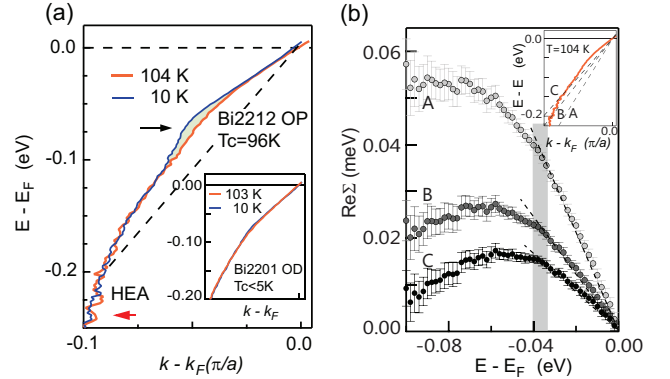 (a)
0.0
-0.05
-0.1
-0.15
-0.2
E - E_F (eV)
104 K
10 K
Bi2212 OP
Tc=96K
HEA
-0.1
0.0
k - k_F(π/a)
0.00
-0.10
-0.20
103 K
10 K
Bi2201 OD
Tc<5K
k - k_F
(b)
0.06
0.04
0.02
0.00
ReΣ (meV)
A
B
C
-0.08
-0.04
0.00
E - E_F (eV)
T=104 K
0.0
-0.2
E - E (eV)
C
B A
0.0
k - k_F (π/a)